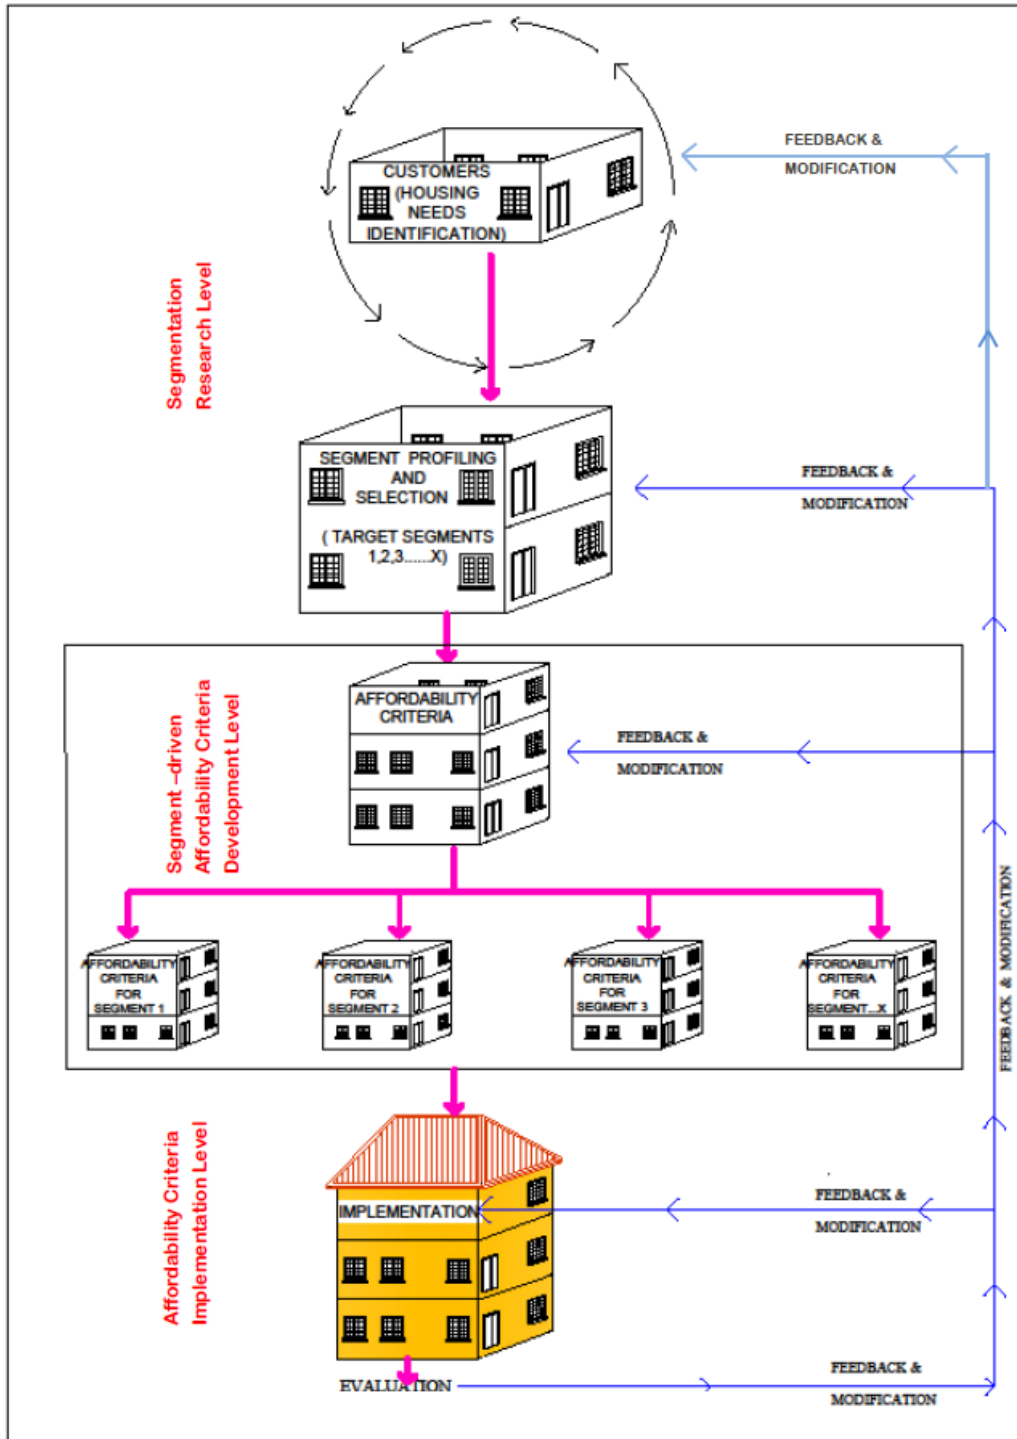 FEEDBACK &
MODIFICATION
CUSTOMERS
(HOUSING
NEEDS
IDENTIFICATION)
Segmentation
Research Level
SEGMENT PROFILING
AND
SELECTION
( TARGET SEGMENTS
1,2,3......X)
FEEDBACK &
MODIFICATION
Segment –driven
Affordability Criteria
Development Level
AFFORDABILITY
CRITERIA
FEEDBACK &
MODIFICATION
AFFORDABILITY
CRITERIA
FOR
SEGMENT 1
AFFORDABILITY
CRITERIA
FOR
SEGMENT 2
AFFORDABILITY
CRITERIA
FOR
SEGMENT 3
AFFORDABILITY
CRITERIA
FOR
SEGMENT...X
FEEDBACK & MODIFICATION
Affordability Criteria
Implementation Level
IMPLEMENTATION
FEEDBACK &
MODIFICATION
EVALUATION
FEEDBACK &
MODIFICATION